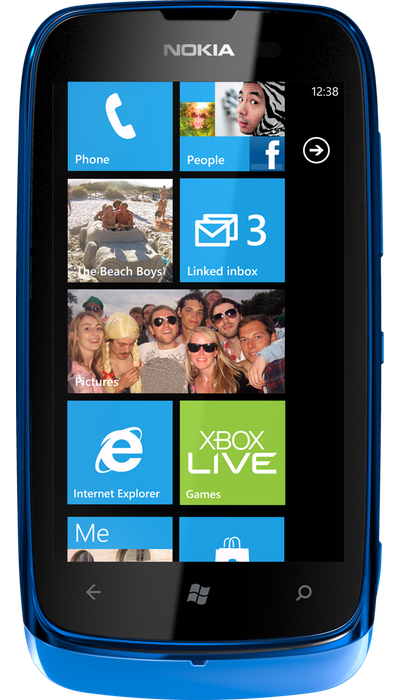 NOKIA
12:38
Phone
People
f
The Beach Boys
3
Linked inbox
Pictures
Internet Explorer
XBOX
LIVE
Games
Me